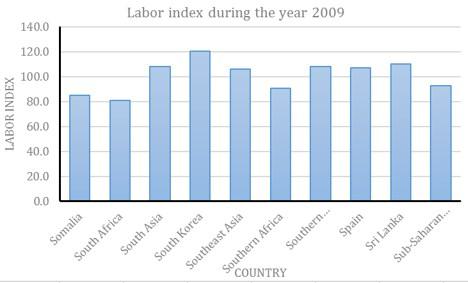 Labor index during the year 2009
LABOR INDEX
140.0
120.0
100.0
80.0
60.0
40.0
20.0
0.0
Somalia
South Africa
South Asia
South Korea
Southeast Asia
Southern Africa
Southern...
Spain
Sri Lanka
Sub-Saharan...
COUNTRY